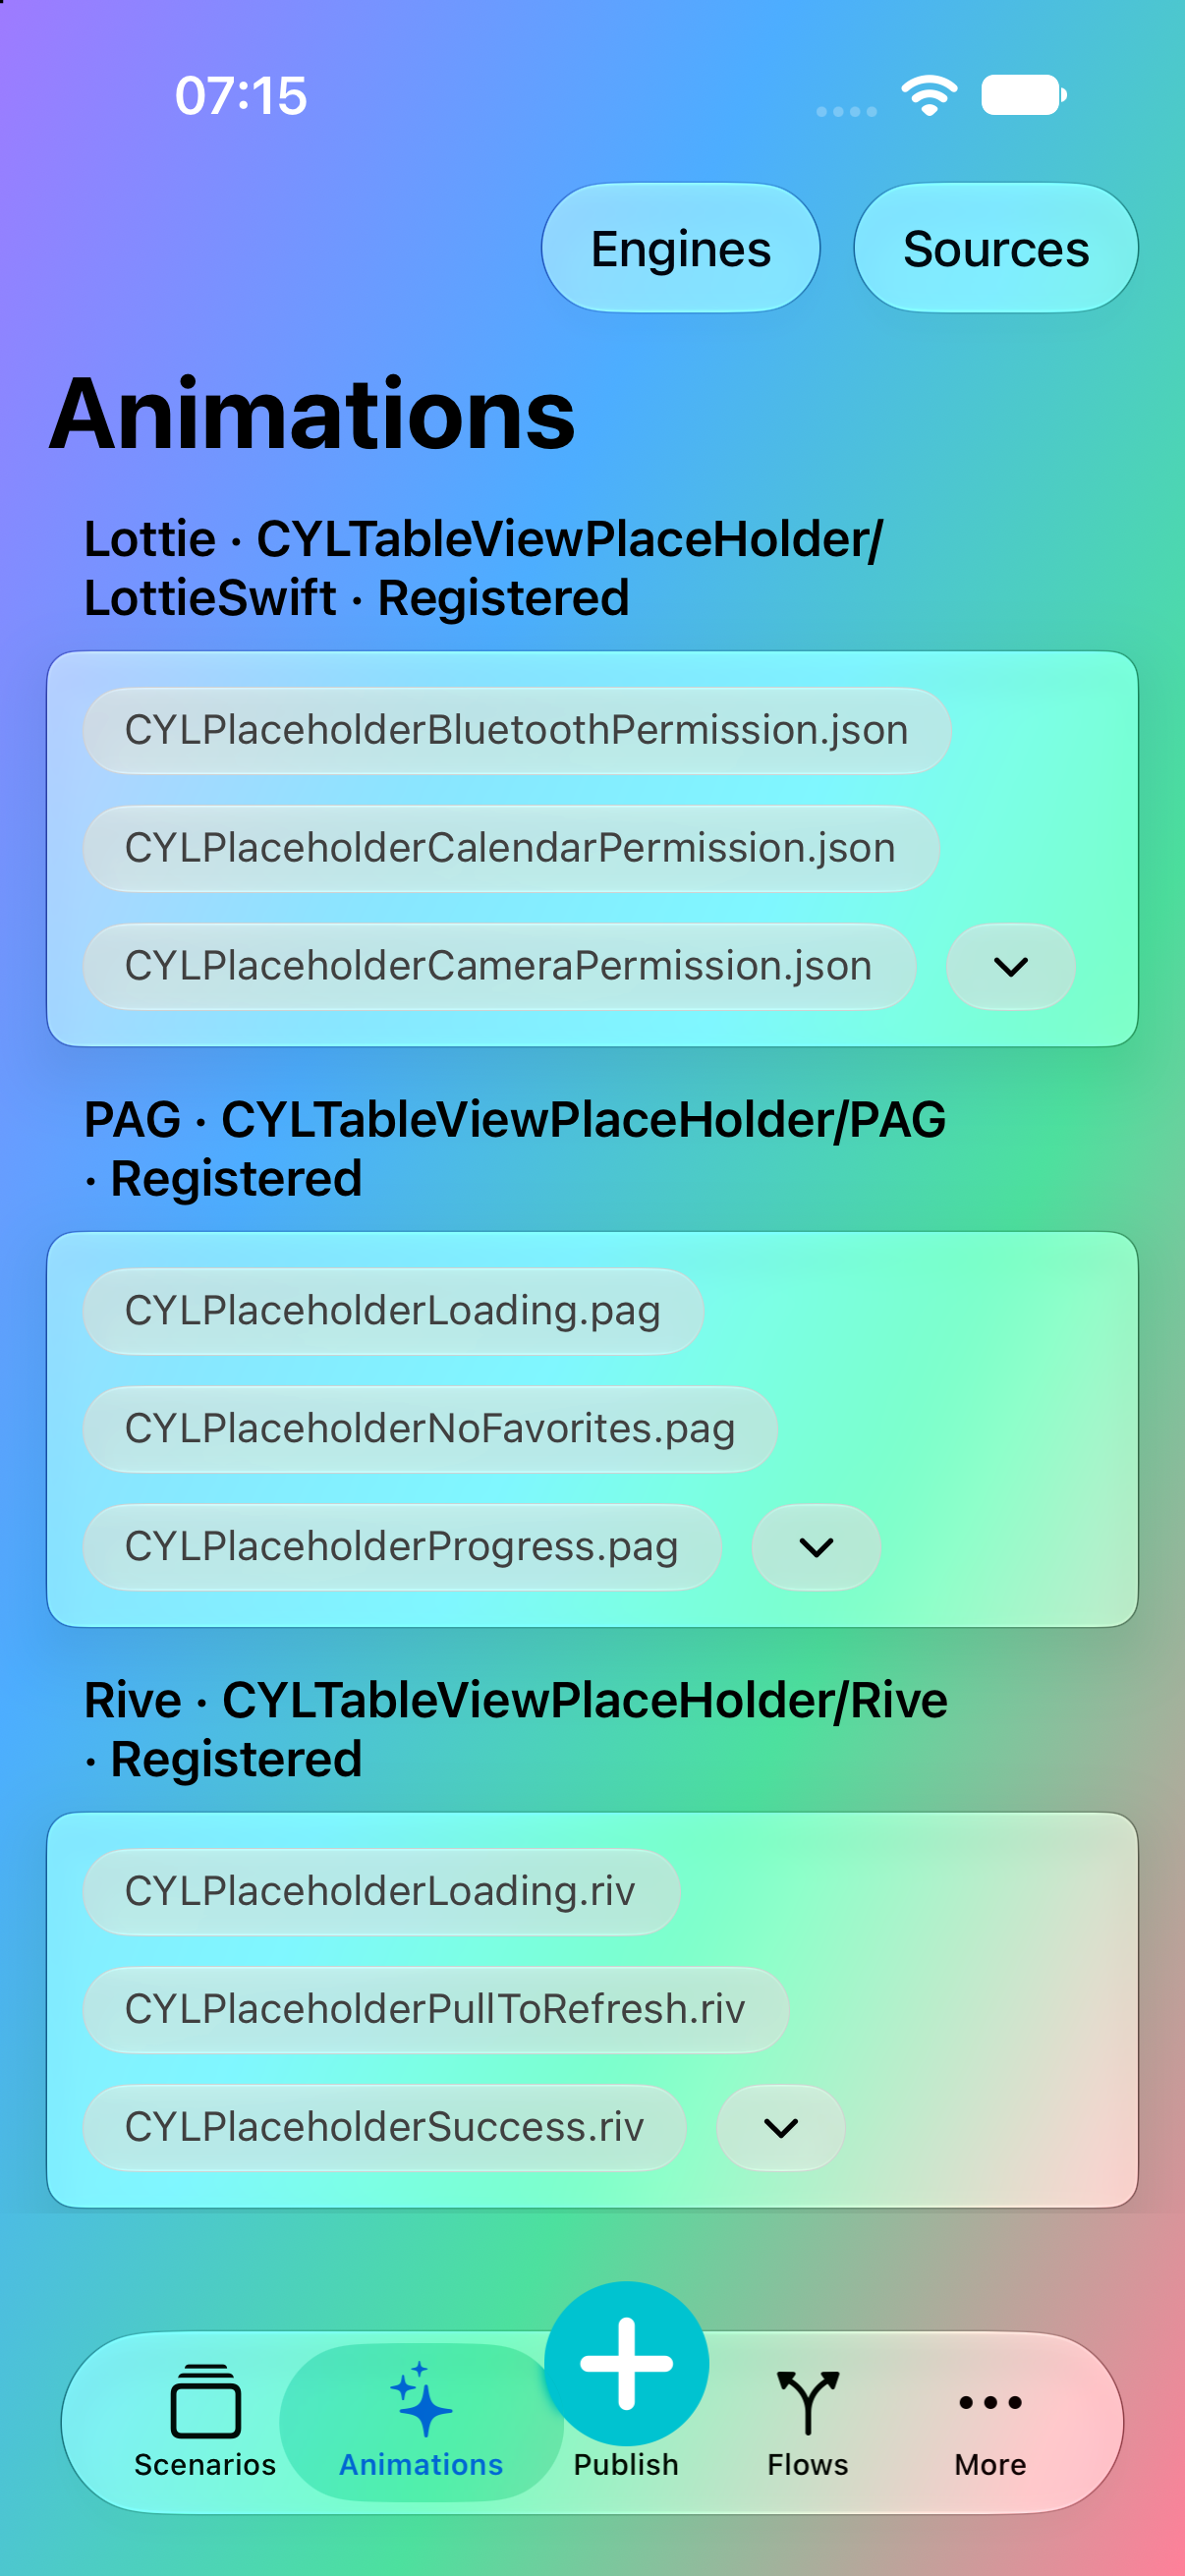 07:15
Engines
Sources
Animations
Lottie · CYLTableViewPlaceHolder/
LottieSwift · Registered
CYLPlaceholderBluetoothPermission.json
CYLPlaceholderCalendarPermission.json
CYLPlaceholderCameraPermission.json
PAG · CYLTableViewPlaceHolder/PAG
· Registered
CYLPlaceholderLoading.pag
CYLPlaceholderNoFavorites.pag
CYLPlaceholderProgress.pag
Rive · CYLTableViewPlaceHolder/Rive
· Registered
CYLPlaceholderLoading.riv
CYLPlaceholderPullToRefresh.riv
CYLPlaceholderSuccess.riv
Scenarios
Animations
Publish
Flows
More